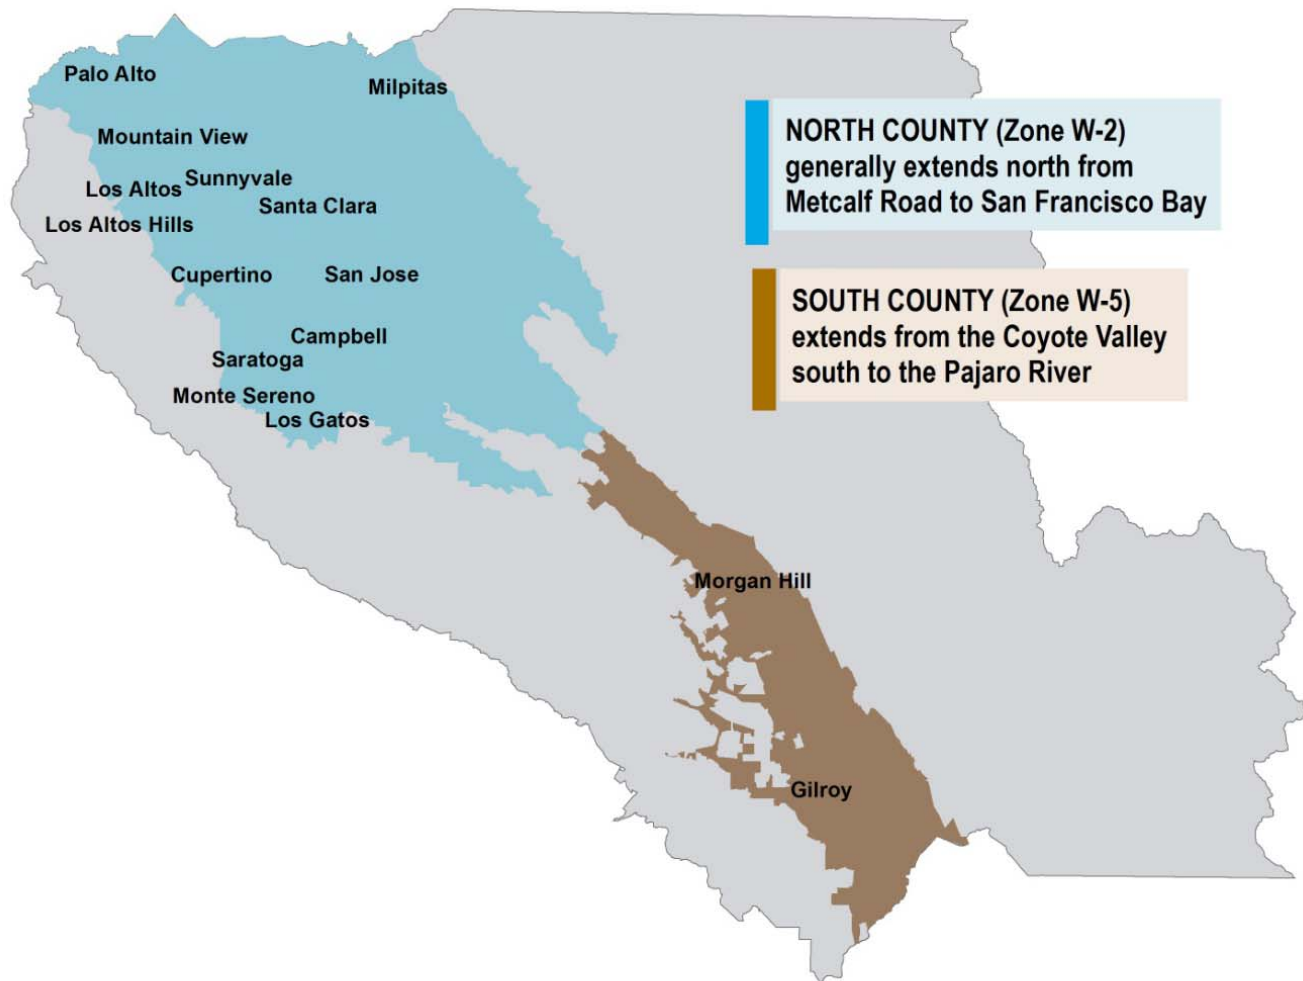 Palo Alto
Milpitas
Mountain View
Sunnyvale
Los Altos
Santa Clara
Los Altos Hills
Cupertino
San Jose
Campbell
Saratoga
Monte Sereno
Los Gatos
NORTH COUNTY (Zone W-2)
generally extends north from
Metcalf Road to San Francisco Bay
SOUTH COUNTY (Zone W-5)
extends from the Coyote Valley
south to the Pajaro River
Morgan Hill
Gilroy